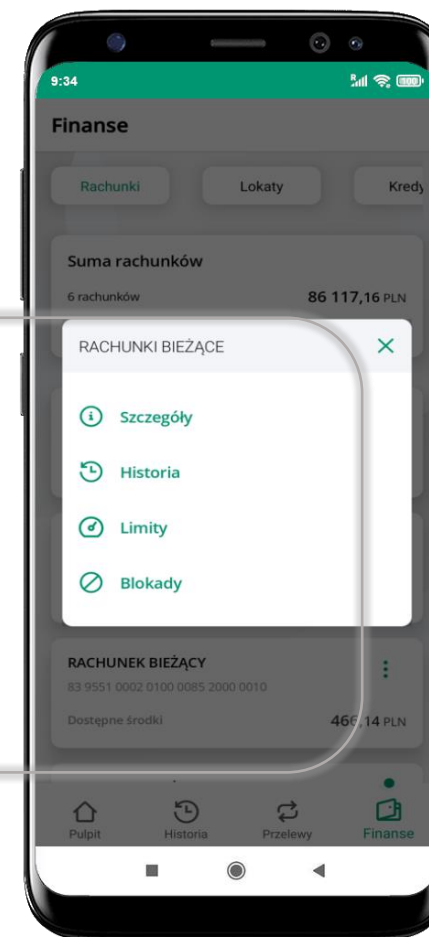 9:34
R
100
Finanse
Rachunki Lokaty Kredy
Suma rachunków
6 rachunków 86 117,16 PLN
RACHUNKI BIEŻĄCE
Szczegóły
Historia
Limity
Blokady
RACHUNEK BIEŻĄCY
83 9551 0002 0100 0085 2000 0010
Dostępne środki 466,14 PLN
Pulpit Historia Przelewy Finanse